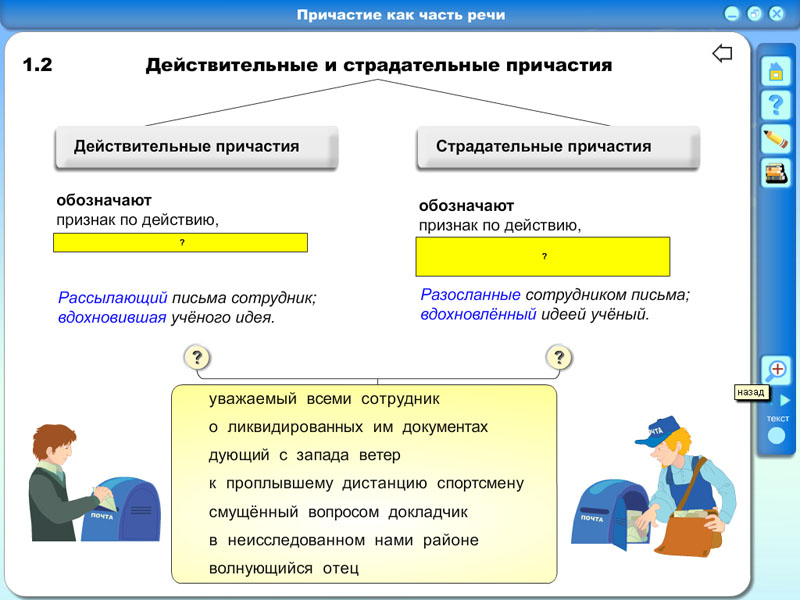 Причастие как часть речи
1.2 Действительные и страдательные причастия
Действительные причастия
обозначают
признак по действию,
?
Рассылающий письма сотрудник;
вдохновившая учёного идея.
Страдательные причастия
обозначают
признак по действию,
?
Разосланные сотрудником письма;
вдохновлённый идеей учёный.
?
?
уважаемый всеми сотрудник
о ликвидированных им документах
дующий с запада ветер
к проплывшему дистанцию спортсмену
смущённый вопросом докладчик
в неисследованном нами районе
волнующийся отец
ПОЧТА
ЧТА
ПОЧТА
?
назад
текст